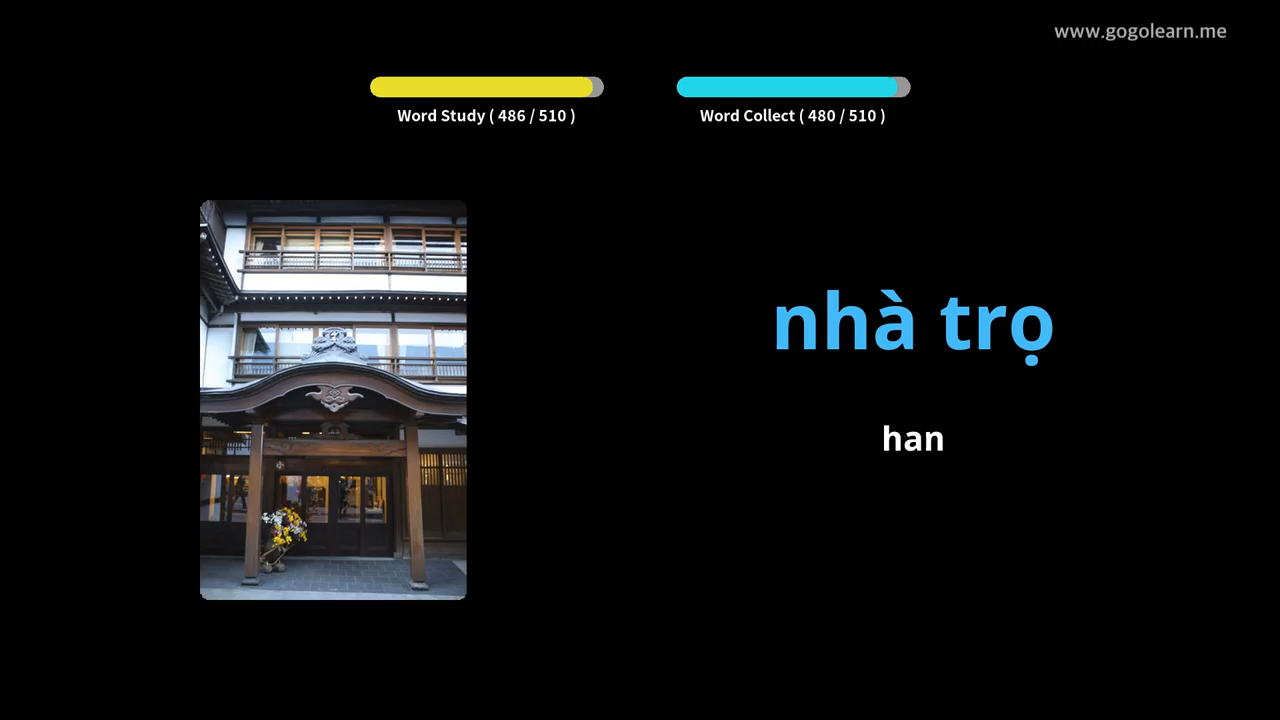 www.gogolearn.me
Word Study ( 486 / 510 )
Word Collect ( 480 / 510 )
nhà trọ
han